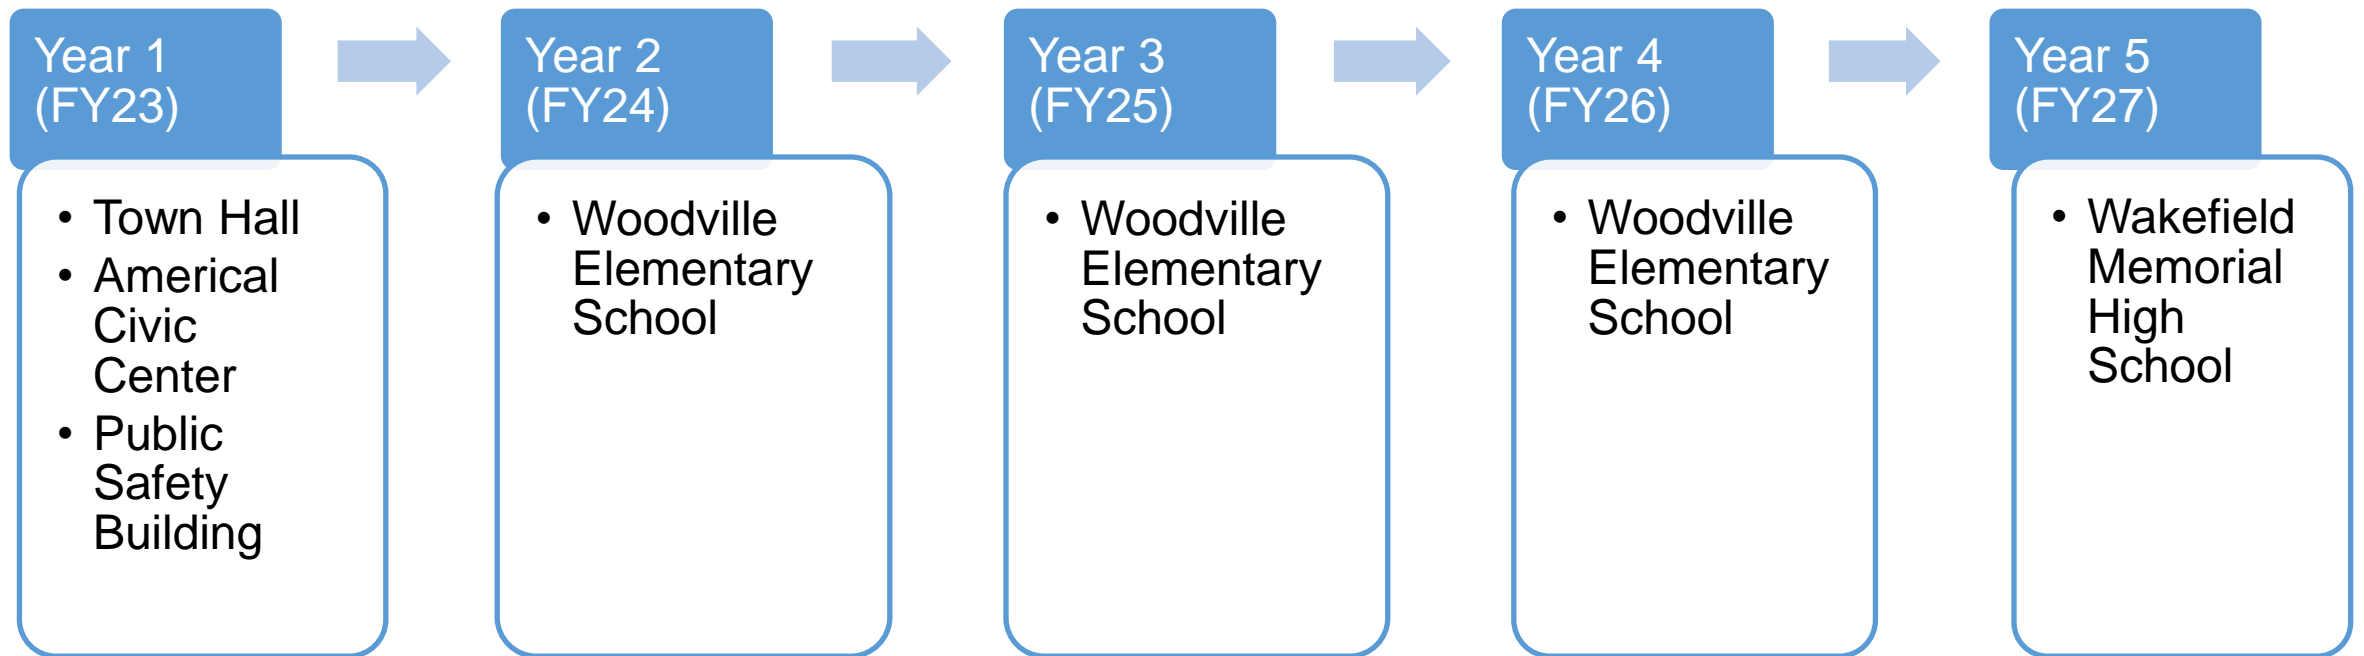 Year 1
(FY23)
• Town Hall
• Americal
Civic
Center
• Public
Safety
Building
Year 2
(FY24)
• Woodville
Elementary
School
Year 3
(FY25)
• Woodville
Elementary
School
Year 4
(FY26)
• Woodville
Elementary
School
Year 5
(FY27)
• Wakefield
Memorial
High
School